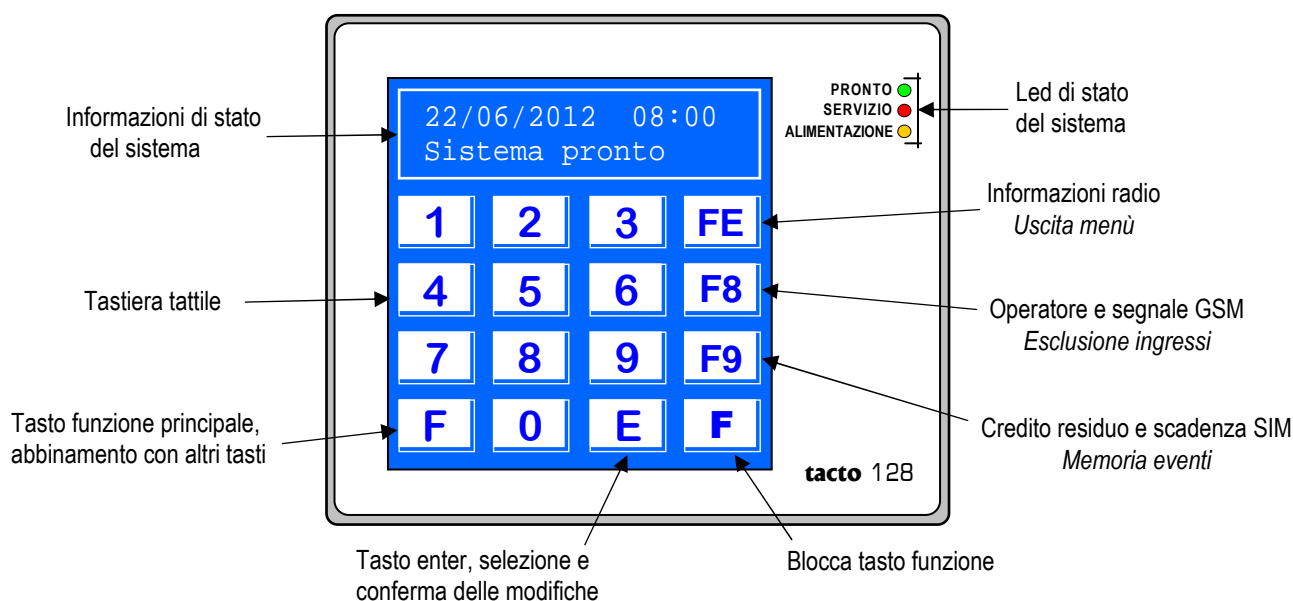 Informazioni di stato
del sistema
22/06/2012 08:00
Sistema pronto
PRONTO
SERVIZIO
ALIMENTAZIONE
Led di stato
del sistema
1 2 3 FE
Informazioni radio
Uscita menù
Tastiera tattile
4 5 6 F8
Operatore e segnale GSM
Esclusione ingressi
7 8 9 F9
Tasto funzione principale,
abbinamento con altri tasti
F 0 E F
Credito residuo e scadenza SIM
Memoria eventi
tacto 128
Tasto enter, selezione e
conferma delle modifiche
Blocca tasto funzione